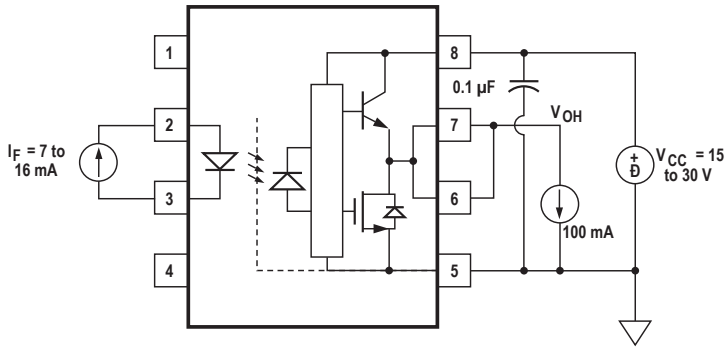 1
8
0.1 µF
2
7
V_OH
I_F = 7 to
16 mA
+
Đ
V_CC = 15
to 30 V
3
6
100 mA
4
5